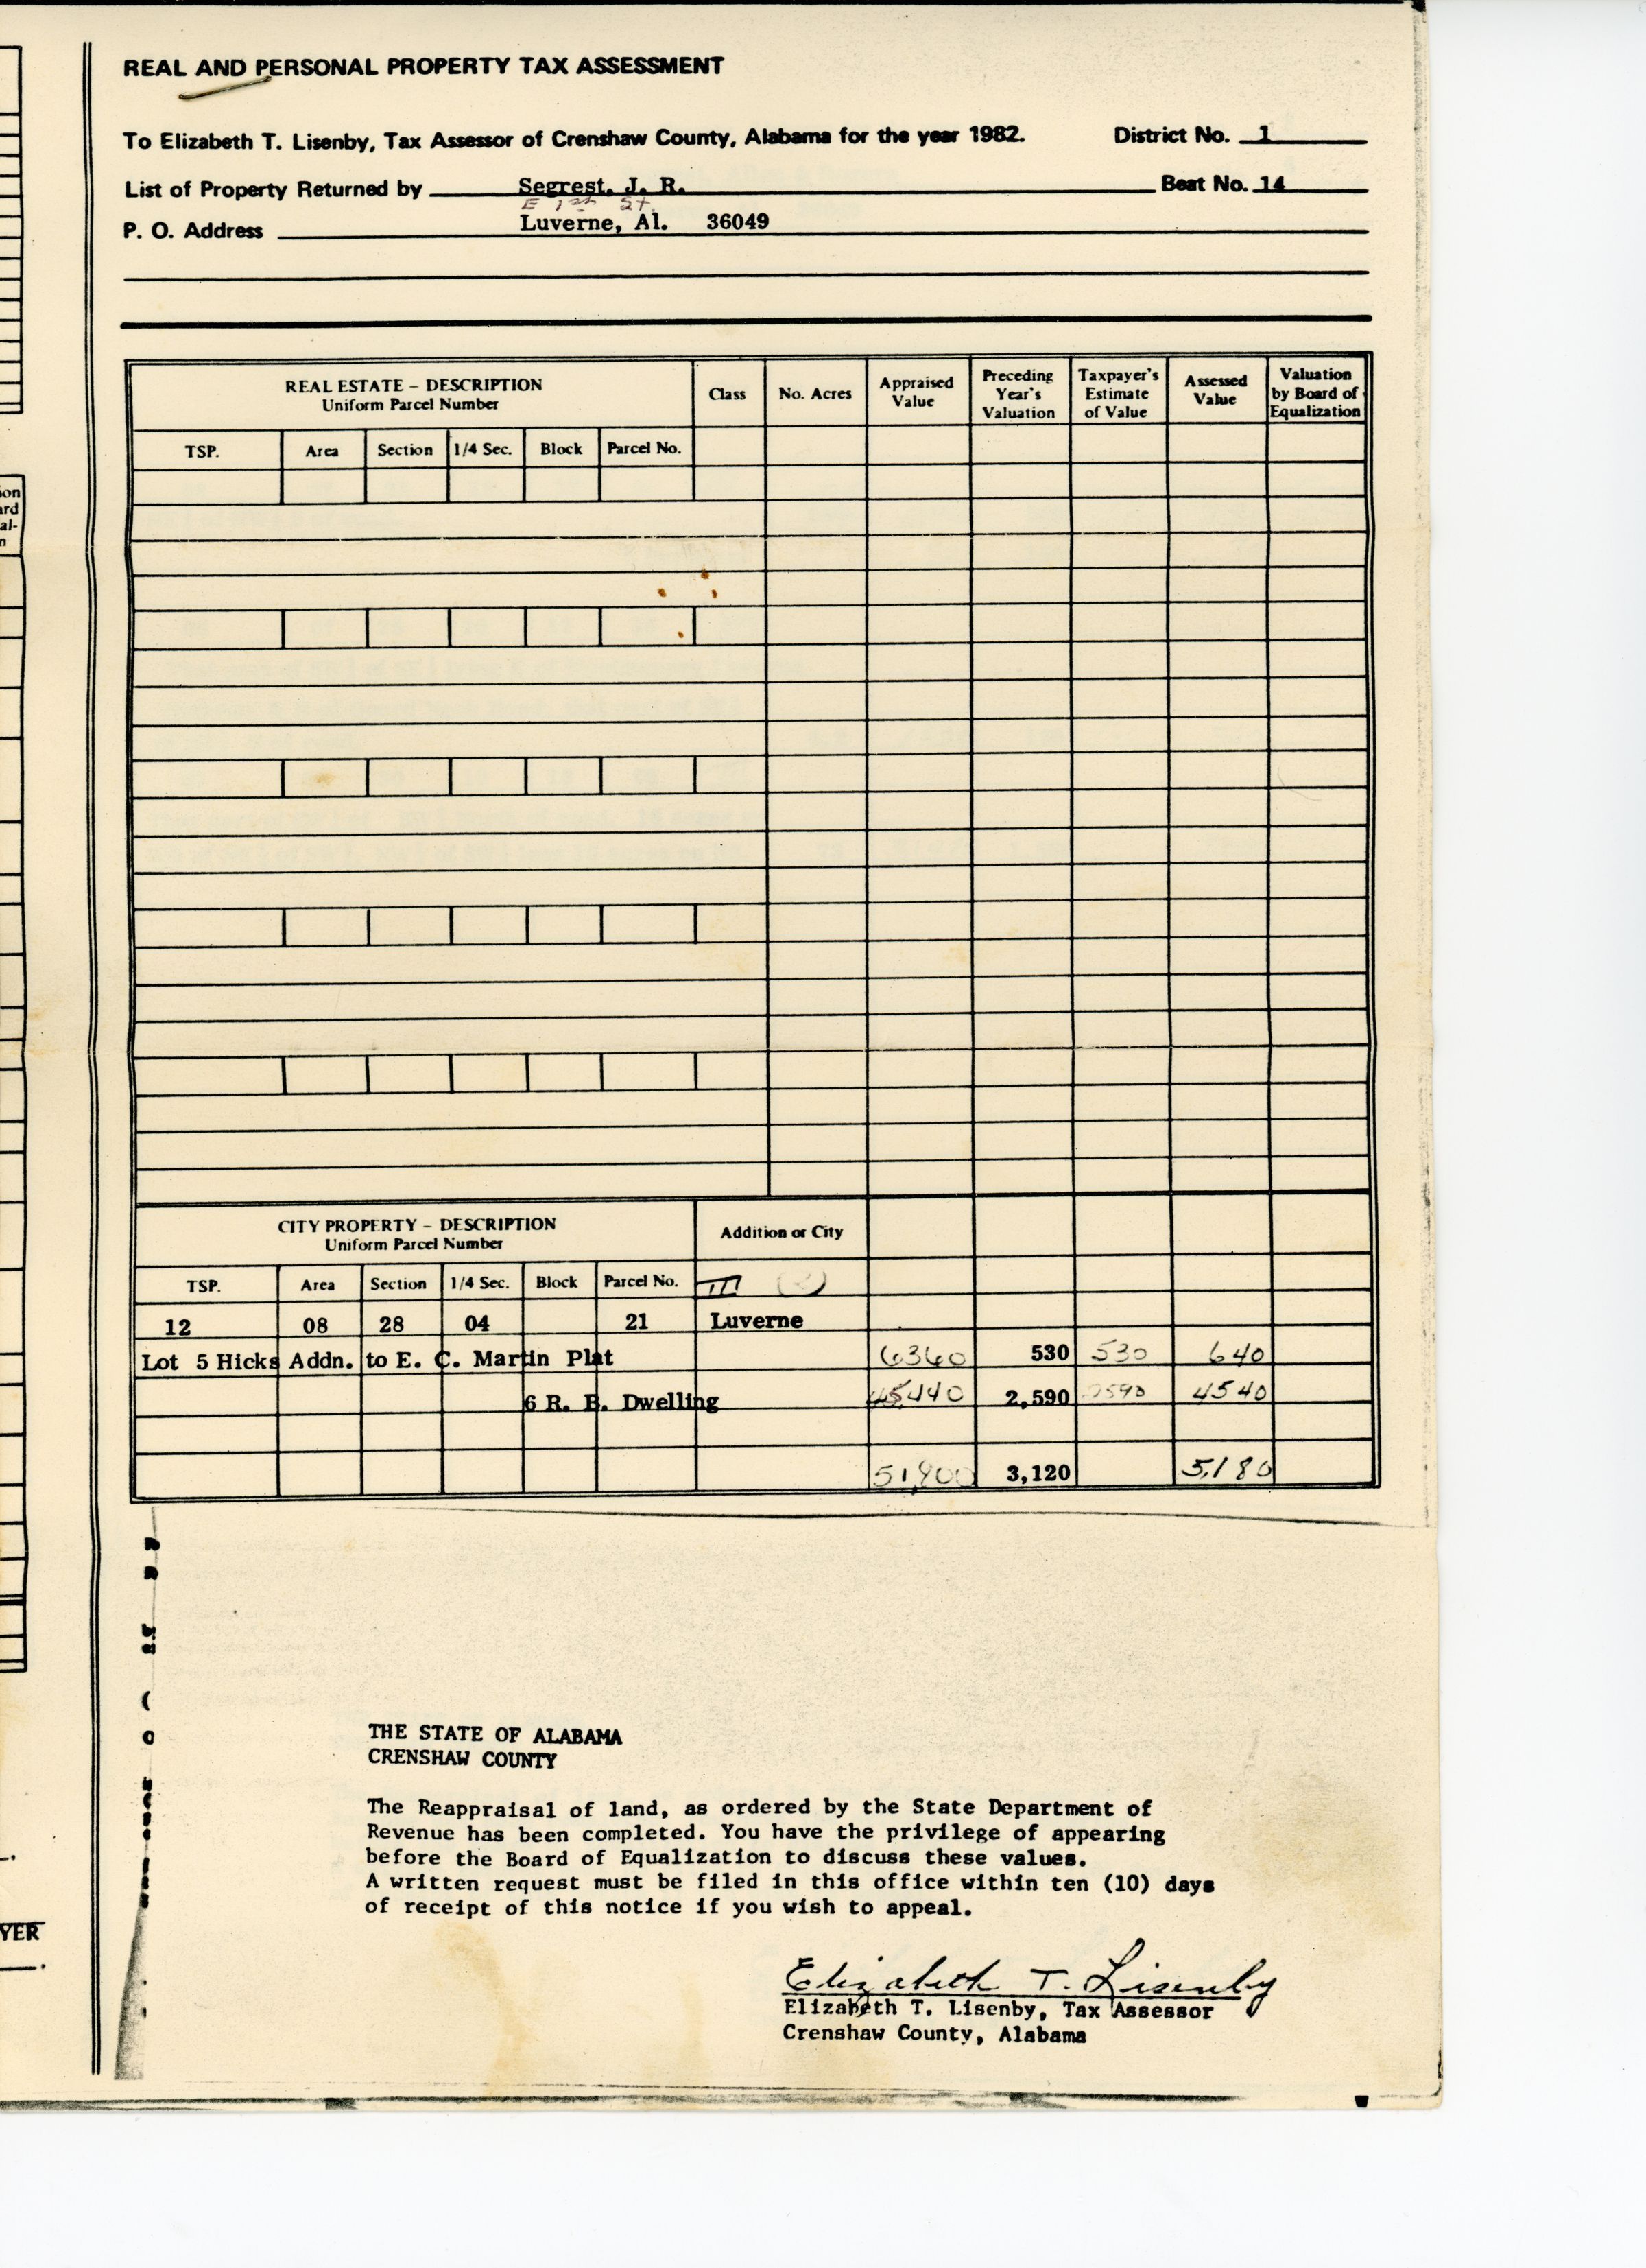 REAL AND PERSONAL PROPERTY TAX ASSESSMENT
To Elizabeth T. Lisenby, Tax Assessor of Crenshaw County, Alabama for the year 1982. District No. 1
List of Property Returned by Segrest, J. R. Beat No. 14
E 1st St.
P. O. Address Luverne, Al. 36049
REAL ESTATE – DESCRIPTION
Uniform Parcel Number
Class
No. Acres
Appraised
Value
Preceding
Year's
Valuation
Taxpayer's
Estimate
of Value
Assessed
Value
Valuation
by Board of
Equalization
TSP. Area Section 1/4 Sec. Block Parcel No.
CITY PROPERTY – DESCRIPTION
Uniform Parcel Number
Addition or City
TSP. Area Section 1/4 Sec. Block Parcel No. III (2)
12 08 28 04 21 Luverne
Lot 5 Hicks Addn. to E. C. Martin Plat 6360 530 530 640
6 R. B. Dwelling 45,440 2,590 2590 4540
51,800 3,120 5,180
THE STATE OF ALABAMA
CRENSHAW COUNTY
The Reappraisal of land, as ordered by the State Department of
Revenue has been completed. You have the privilege of appearing
before the Board of Equalization to discuss these values.
A written request must be filed in this office within ten (10) days
of receipt of this notice if you wish to appeal.
Elizabeth T. Lisenby
Elizabeth T. Lisenby, Tax Assessor
Crenshaw County, Alabama